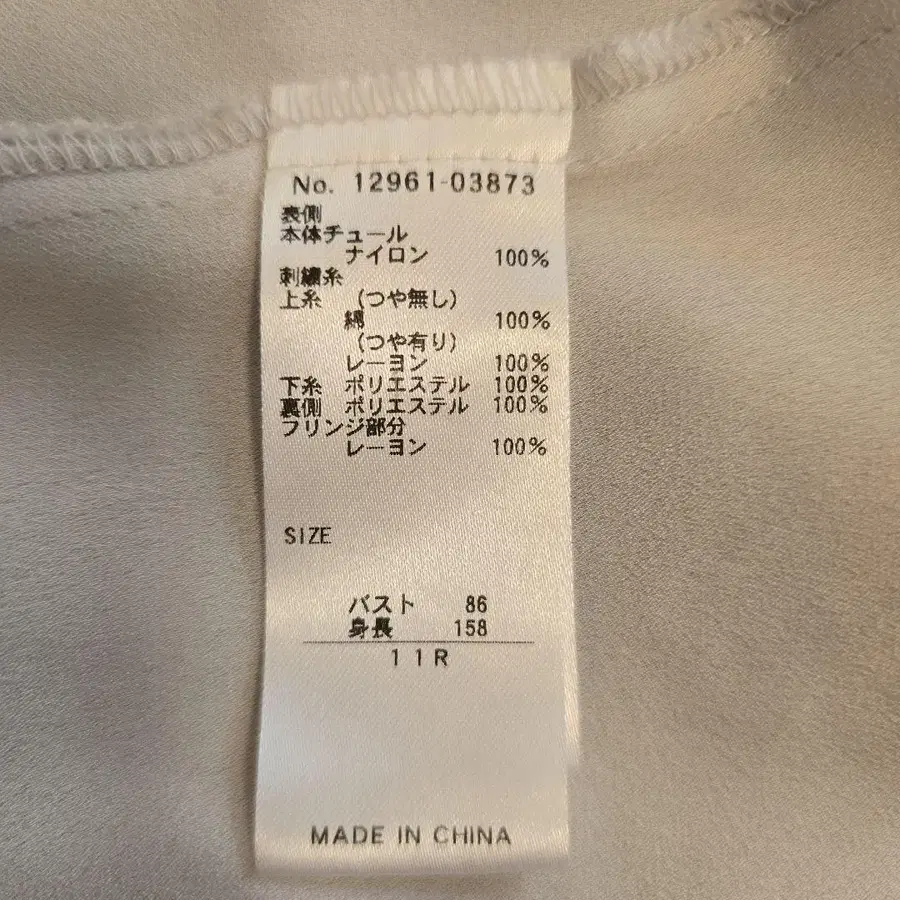 No. 12961-03873
表側
本体チュール
ナイロン 100%
刺繍糸
上糸 (つや無し)
綿 100%
(つや有り)
レーヨン 100%
下糸 ポリエステル 100%
裏側 ポリエステル 100%
フリンジ部分
レーヨン 100%
SIZE
バスト 86
身長 158
11R
MADE IN CHINA